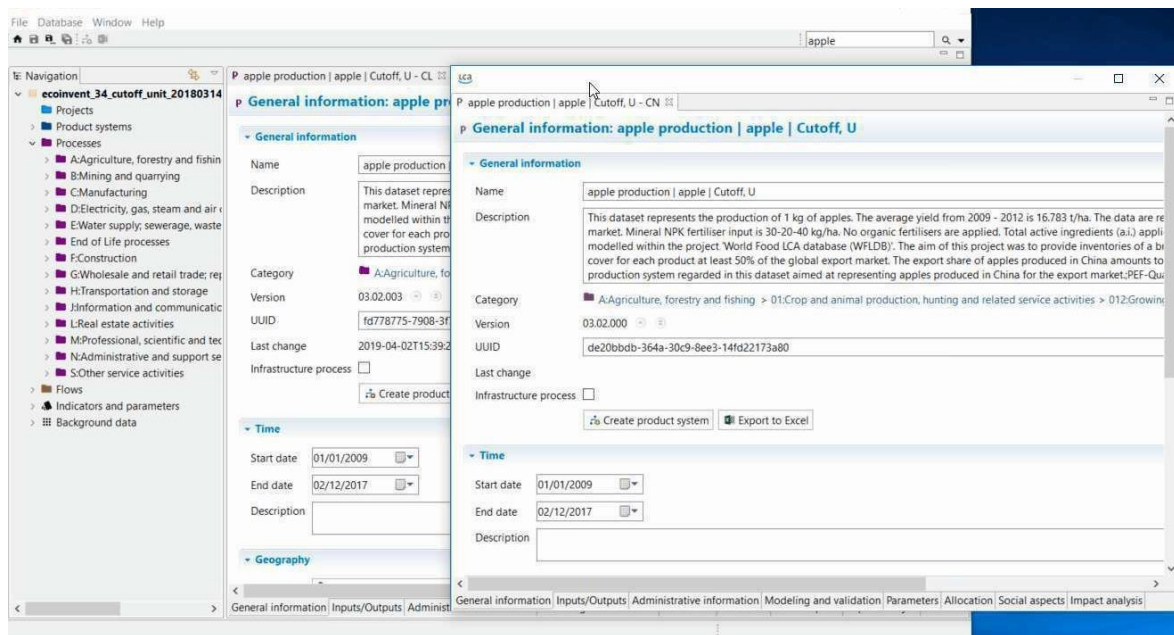 File Database Window Help
apple
Navigation
ecoinvent_34_cutoff_unit_20180314
Projects
Product systems
Processes
A:Agriculture, forestry and fishin
B:Mining and quarrying
C:Manufacturing
D:Electricity, gas, steam and air
E:Water supply; sewerage, waste
End of Life processes
F:Construction
G:Wholesale and retail trade; rep
H:Transportation and storage
J:Information and communicatic
L:Real estate activities
M:Professional, scientific and tec
N:Administrative and support se
S:Other service activities
Flows
Indicators and parameters
Background data
P apple production | apple | Cutoff, U - CL
P General information: apple pr
General information
Name apple production
Description This dataset repres
market. Mineral NP
modelled within th
cover for each pro
production system
Category A:Agriculture, fo
Version 03.02.003
UUID fd778775-7908-3f
Last change 2019-04-02T15:39:2
Infrastructure process
Create product
Time
Start date 01/01/2009
End date 02/12/2017
Description
Geography
General information Inputs/Outputs Administ
LCA
P apple production | apple | Cutoff, U - CN
P General information: apple production | apple | Cutoff, U
General information
Name apple production | apple | Cutoff, U
Description This dataset represents the production of 1 kg of apples. The average yield from 2009 - 2012 is 16.783 t/ha. The data are re
market. Mineral NPK fertiliser input is 30-20-40 kg/ha. No organic fertilisers are applied. Total active ingredients (a.i.) appli
modelled within the project 'World Food LCA database (WFLDB)'. The aim of this project was to provide inventories of a b
cover for each product at least 50% of the global export market. The export share of apples produced in China amounts to
production system regarded in this dataset aimed at representing apples produced in China for the export market.;PEF-Qua
Category A:Agriculture, forestry and fishing > 01:Crop and animal production, hunting and related service activities > 012:Growing
Version 03.02.000
UUID de20bbdb-364a-30c9-8ee3-14fd22173a80
Last change
Infrastructure process
Create product system Export to Excel
Time
Start date 01/01/2009
End date 02/12/2017
Description
General information Inputs/Outputs Administrative information Modeling and validation Parameters Allocation Social aspects Impact analysis